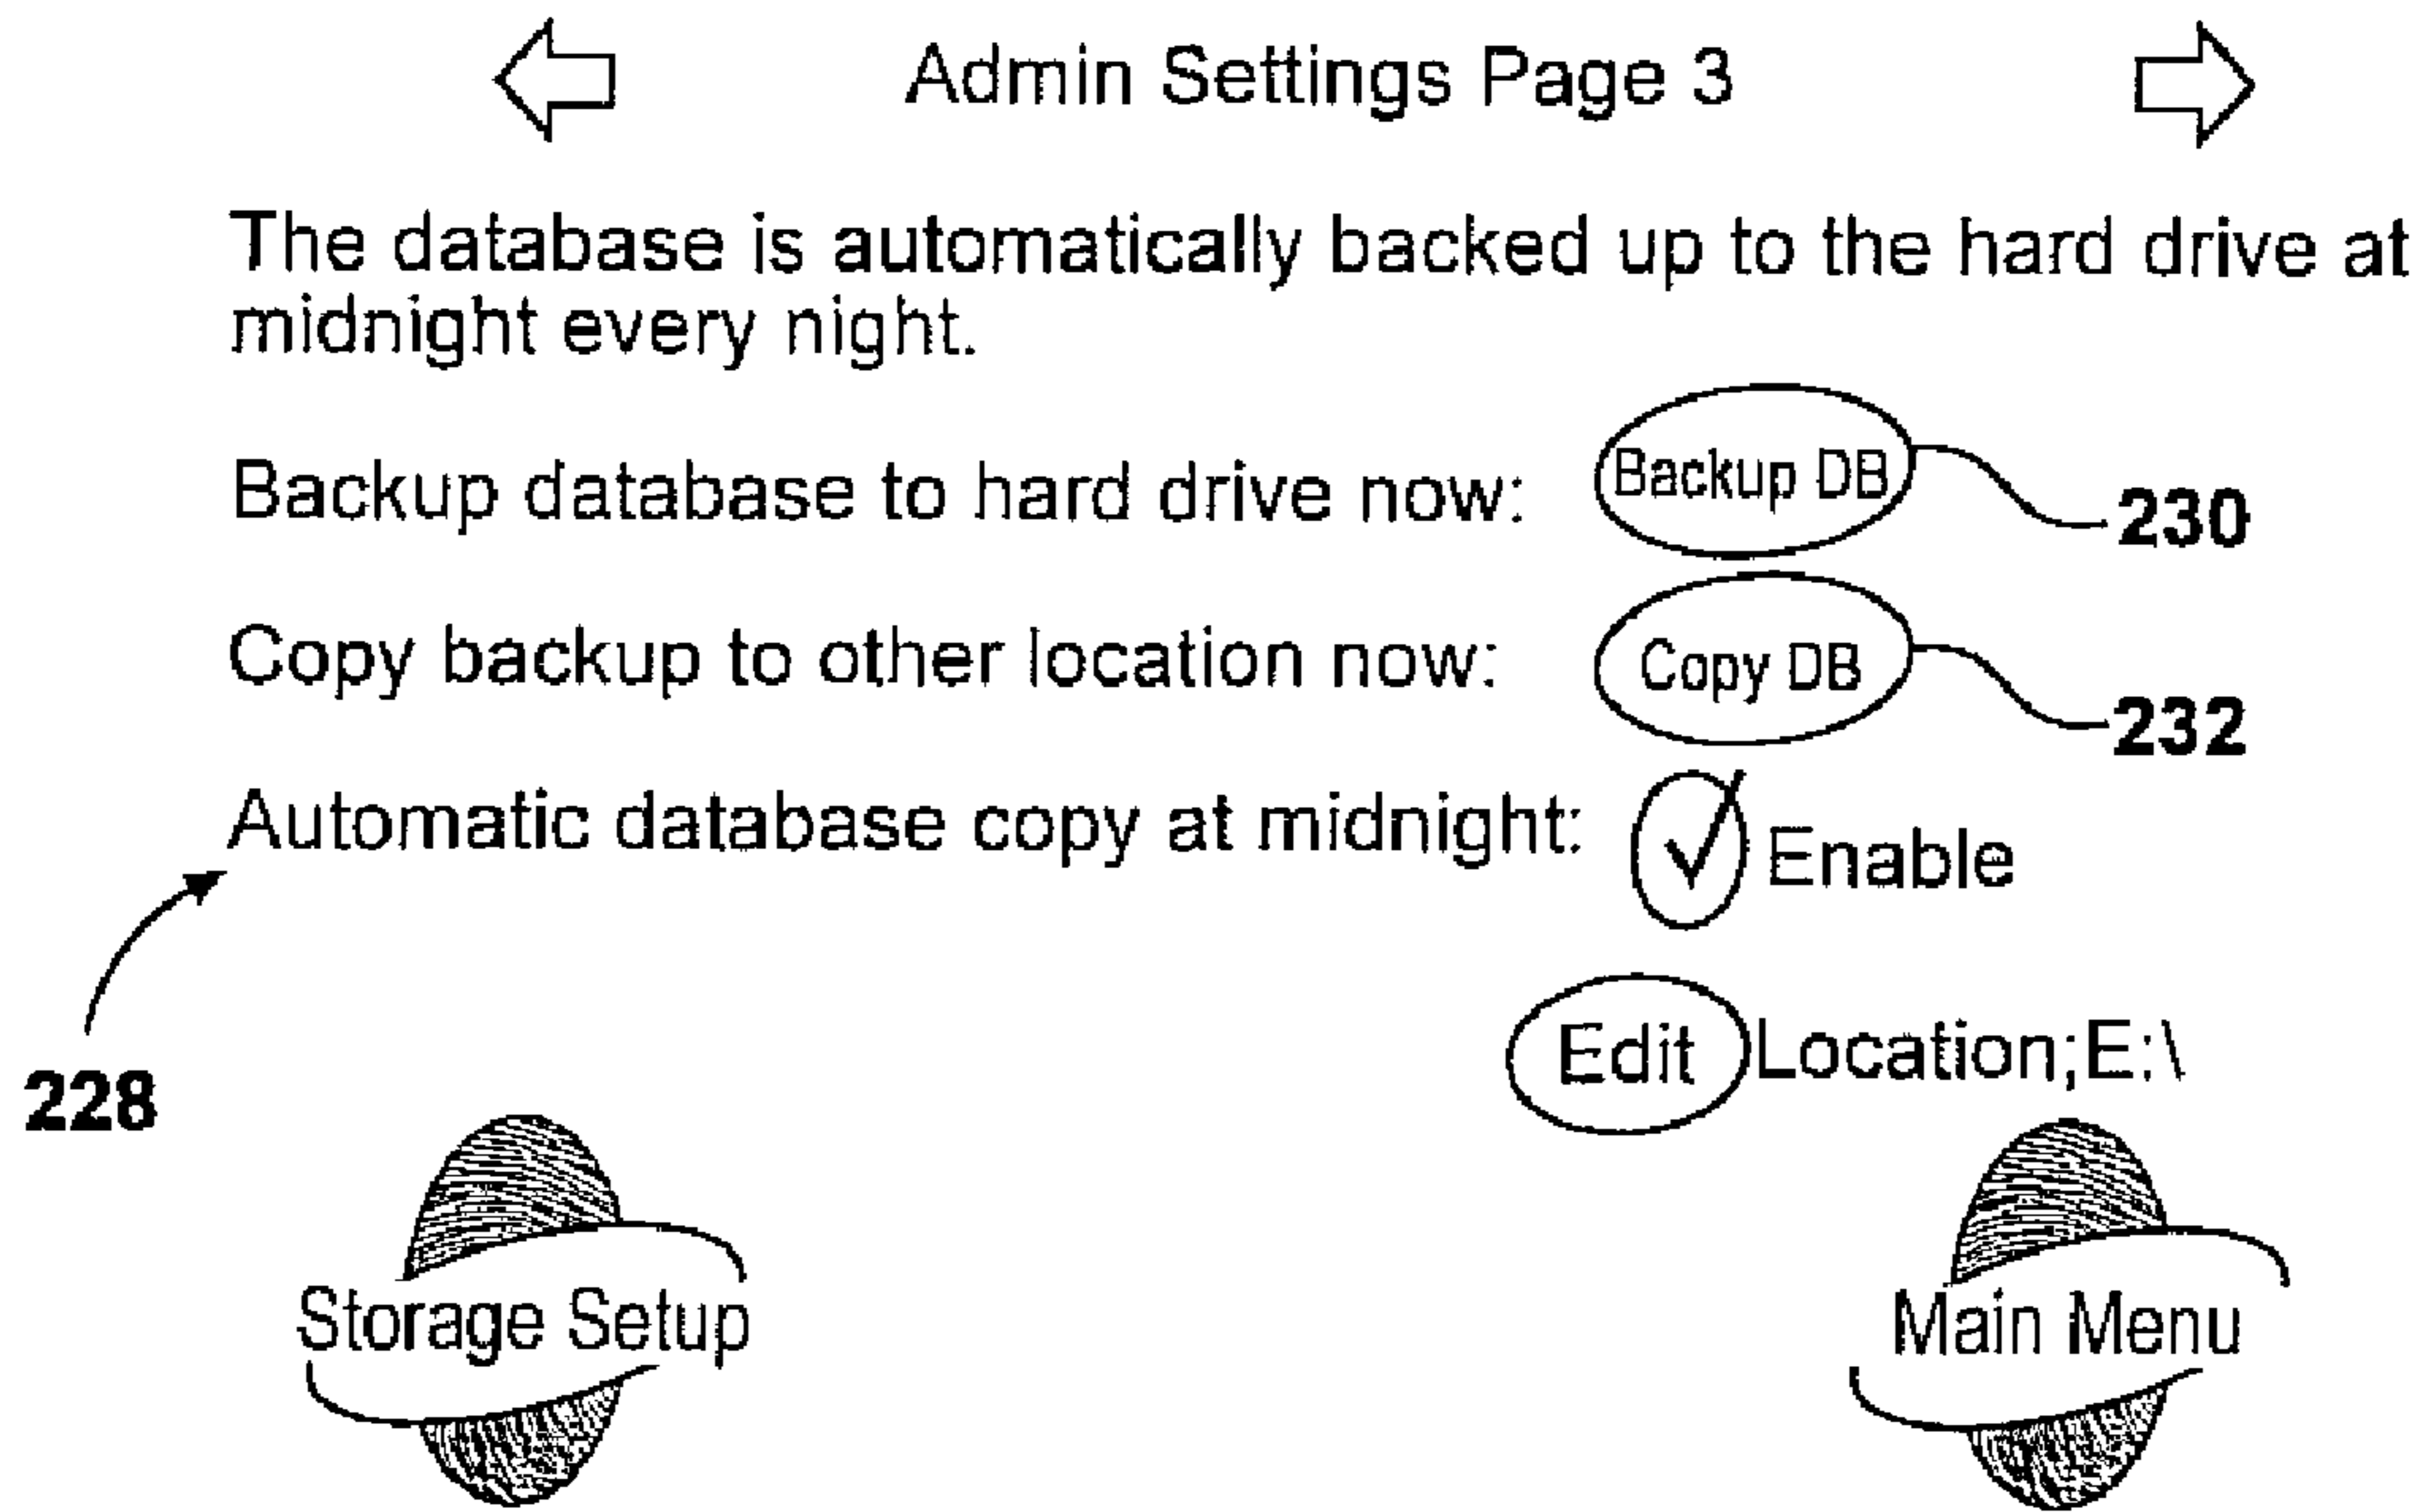 Admin Settings Page 3
The database is automatically backed up to the hard drive at
midnight every night.
Backup database to hard drive now: Backup DB
230
Copy backup to other location now: Copy DB
232
Automatic database copy at midnight: Enable
Edit Location;E:\
228
Storage Setup
Main Menu